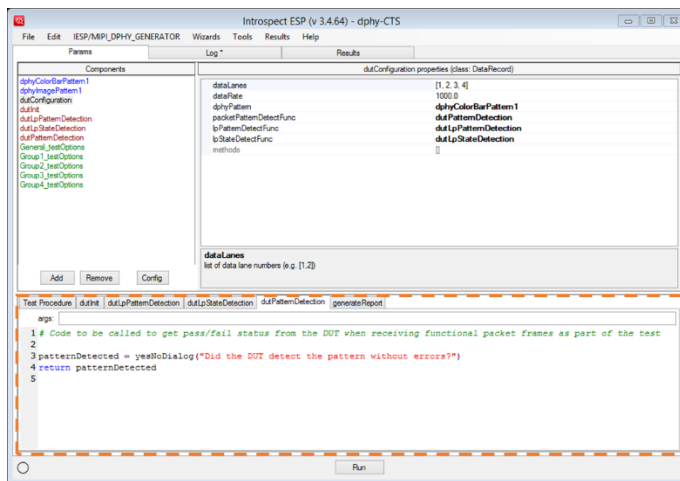 Introspect ESP (v 3.4.64) - dphy-CTS
File Edit IESP/MIPI_DPHY_GENERATOR Wizards Tools Results Help
Params Log * Results
Components
dphyColorBarPattern1
dphyImagePattern1
dutConfiguration
dutInit
dutLpPatternDetection
dutLpStateDetection
dutPatternDetection
General_testOptions
Group1_testOptions
Group2_testOptions
Group3_testOptions
Group4_testOptions
Add Remove Config
dutConfiguration properties (class: DataRecord)
dataLanes [1, 2, 3, 4]
dataRate 1000.0
dphyPattern dphyColorBarPattern1
packetPatternDetectFunc dutPatternDetection
lpPatternDetectFunc dutLpPatternDetection
lpStateDetectFunc dutLpStateDetection
methods []
dataLanes
list of data lane numbers (e.g. [1,2])
Test Procedure dutInit dutLpPatternDetection dutLpStateDetection dutPatternDetection generateReport
args:
1 # Code to be called to get pass/fail status from the DUT when receiving functional packet frames as part of the test
2
3 patternDetected = yesNoDialog("Did the DUT detect the pattern without errors?")
4 return patternDetected
5
Run